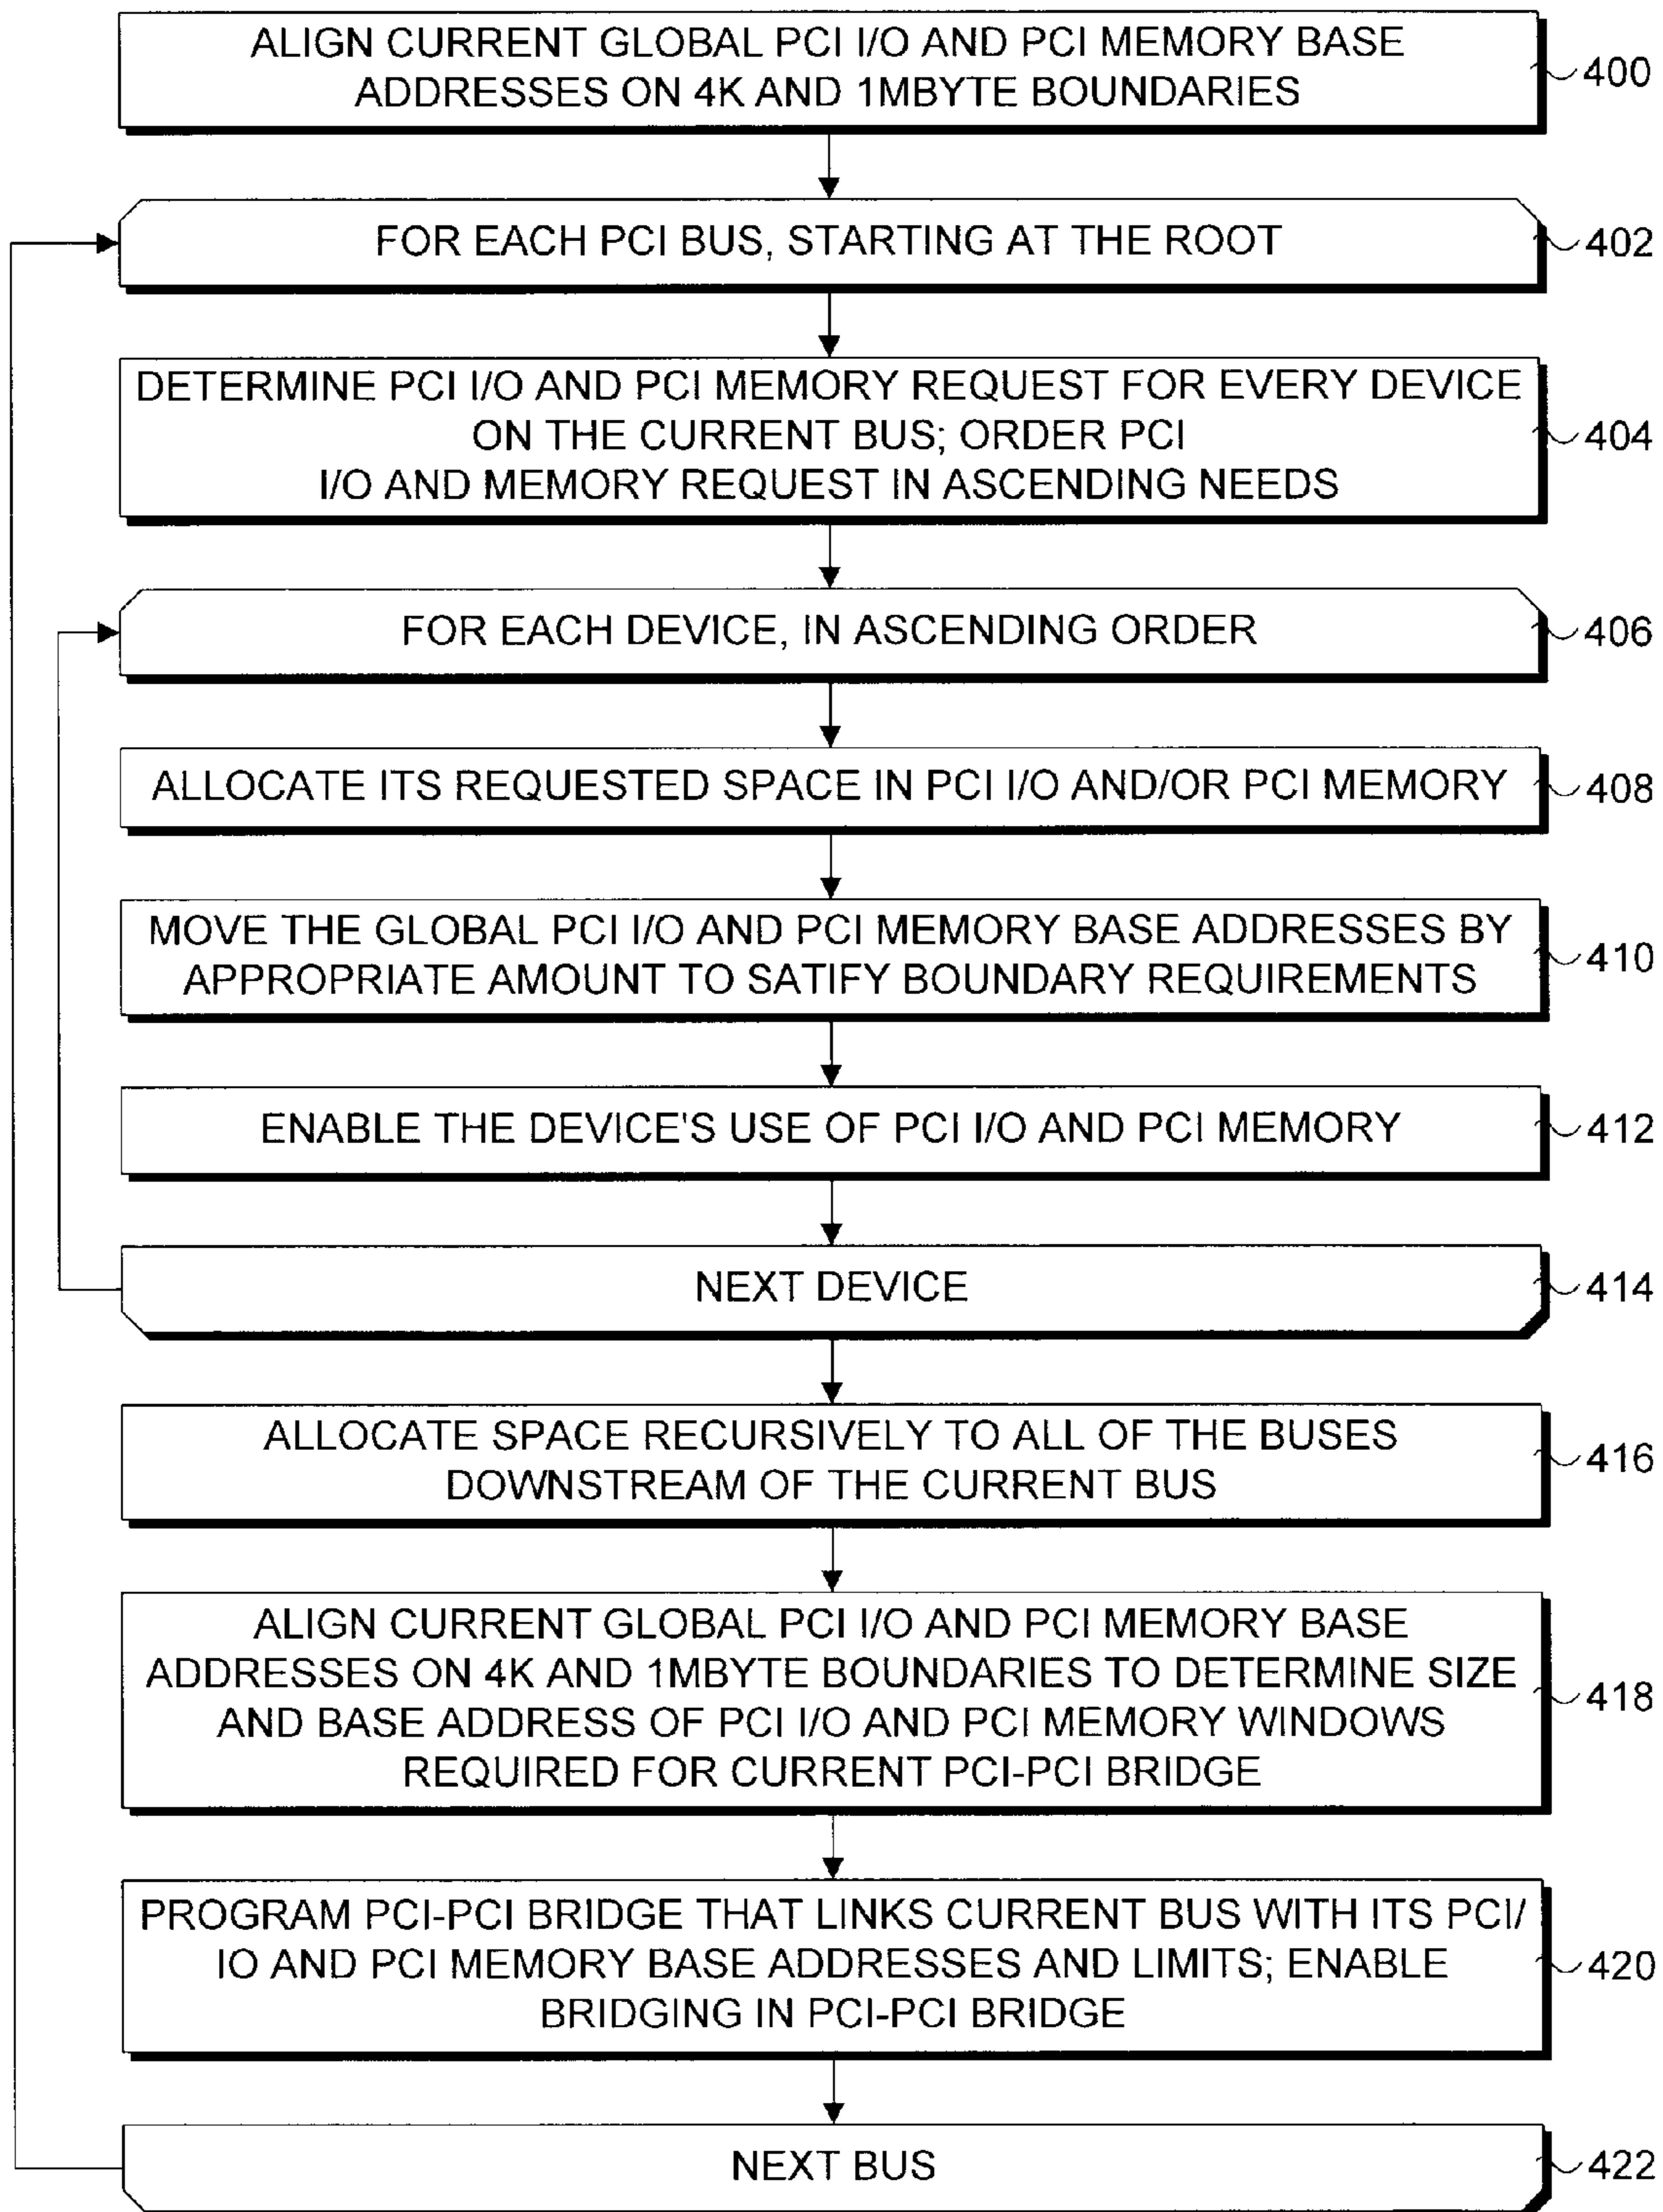 ALIGN CURRENT GLOBAL PCI I/O AND PCI MEMORY BASE
ADDRESSES ON 4K AND 1MBYTE BOUNDARIES
400
FOR EACH PCI BUS, STARTING AT THE ROOT
402
DETERMINE PCI I/O AND PCI MEMORY REQUEST FOR EVERY DEVICE
ON THE CURRENT BUS; ORDER PCI
I/O AND MEMORY REQUEST IN ASCENDING NEEDS
404
FOR EACH DEVICE, IN ASCENDING ORDER
406
ALLOCATE ITS REQUESTED SPACE IN PCI I/O AND/OR PCI MEMORY
408
MOVE THE GLOBAL PCI I/O AND PCI MEMORY BASE ADDRESSES BY
APPROPRIATE AMOUNT TO SATIFY BOUNDARY REQUIREMENTS
410
ENABLE THE DEVICE'S USE OF PCI I/O AND PCI MEMORY
412
NEXT DEVICE
414
ALLOCATE SPACE RECURSIVELY TO ALL OF THE BUSES
DOWNSTREAM OF THE CURRENT BUS
416
ALIGN CURRENT GLOBAL PCI I/O AND PCI MEMORY BASE
ADDRESSES ON 4K AND 1MBYTE BOUNDARIES TO DETERMINE SIZE
AND BASE ADDRESS OF PCI I/O AND PCI MEMORY WINDOWS
REQUIRED FOR CURRENT PCI-PCI BRIDGE
418
PROGRAM PCI-PCI BRIDGE THAT LINKS CURRENT BUS WITH ITS PCI/
IO AND PCI MEMORY BASE ADDRESSES AND LIMITS; ENABLE
BRIDGING IN PCI-PCI BRIDGE
420
NEXT BUS
422